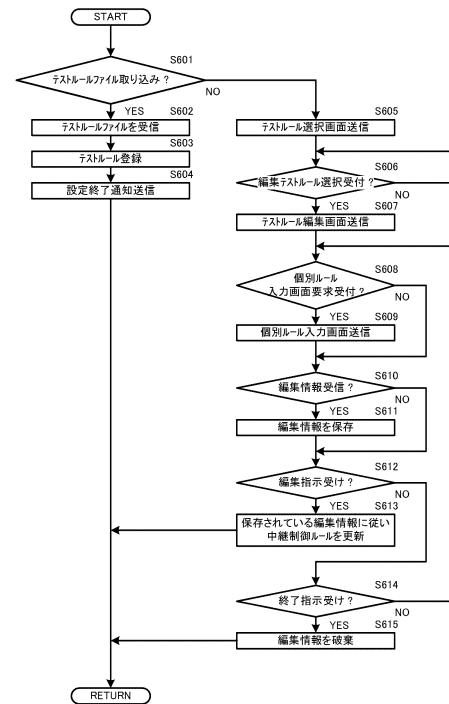 START
S601
テストルールファイル取り込み？
NO
YES
S602
テストルールファイルを受信
S603
テストルール登録
S604
設定終了通知送信
S605
テストルール選択画面送信
S606
編集テストルール選択受付？
NO
YES
S607
テストルール編集画面送信
S608
個別ルール
入力画面要求受付？
NO
YES
S609
個別ルール入力画面送信
S610
編集情報受信？
NO
YES
S611
編集情報を保存
S612
編集指示受け？
NO
YES
S613
保存されている編集情報に従い
中継制御ルールを更新
S614
終了指示受け？
NO
YES
S615
編集情報を破棄
RETURN